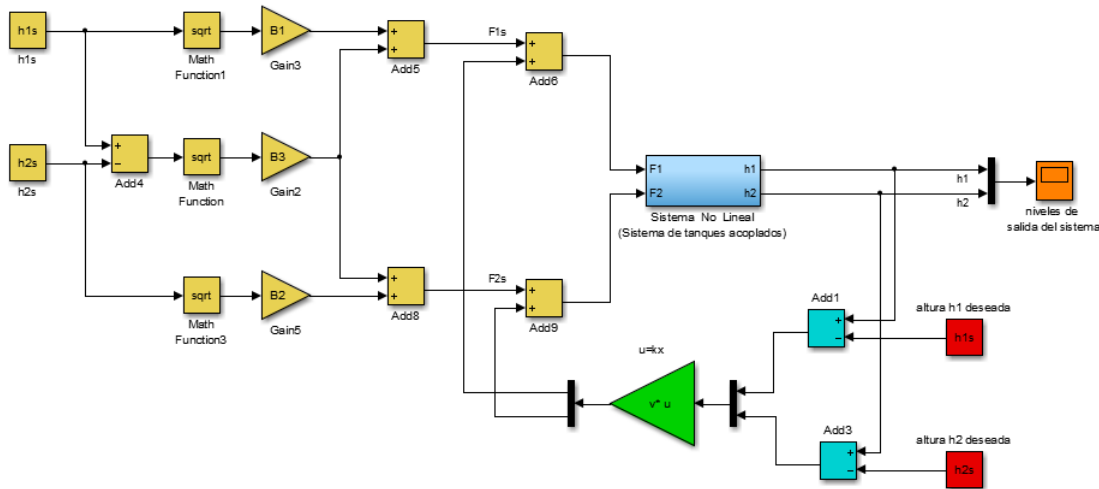 h1s
h1s
sqrt
Math
Function1
B1
Gain3
+
+
Add5
F1s
+
+
Add6
h2s
h2s
+
−
Add4
sqrt
Math
Function
B3
Gain2
F1
F2
h1
h2
Sistema No Lineal
(Sistema de tanques acoplados)
h1
h2
niveles de
salida del sistema
sqrt
Math
Function3
B2
Gain5
+
+
Add8
F2s
+
+
Add9
Add1
+
−
altura h1 deseada
h1s
u=kx
v* u
Add3
+
−
altura h2 deseada
h2s